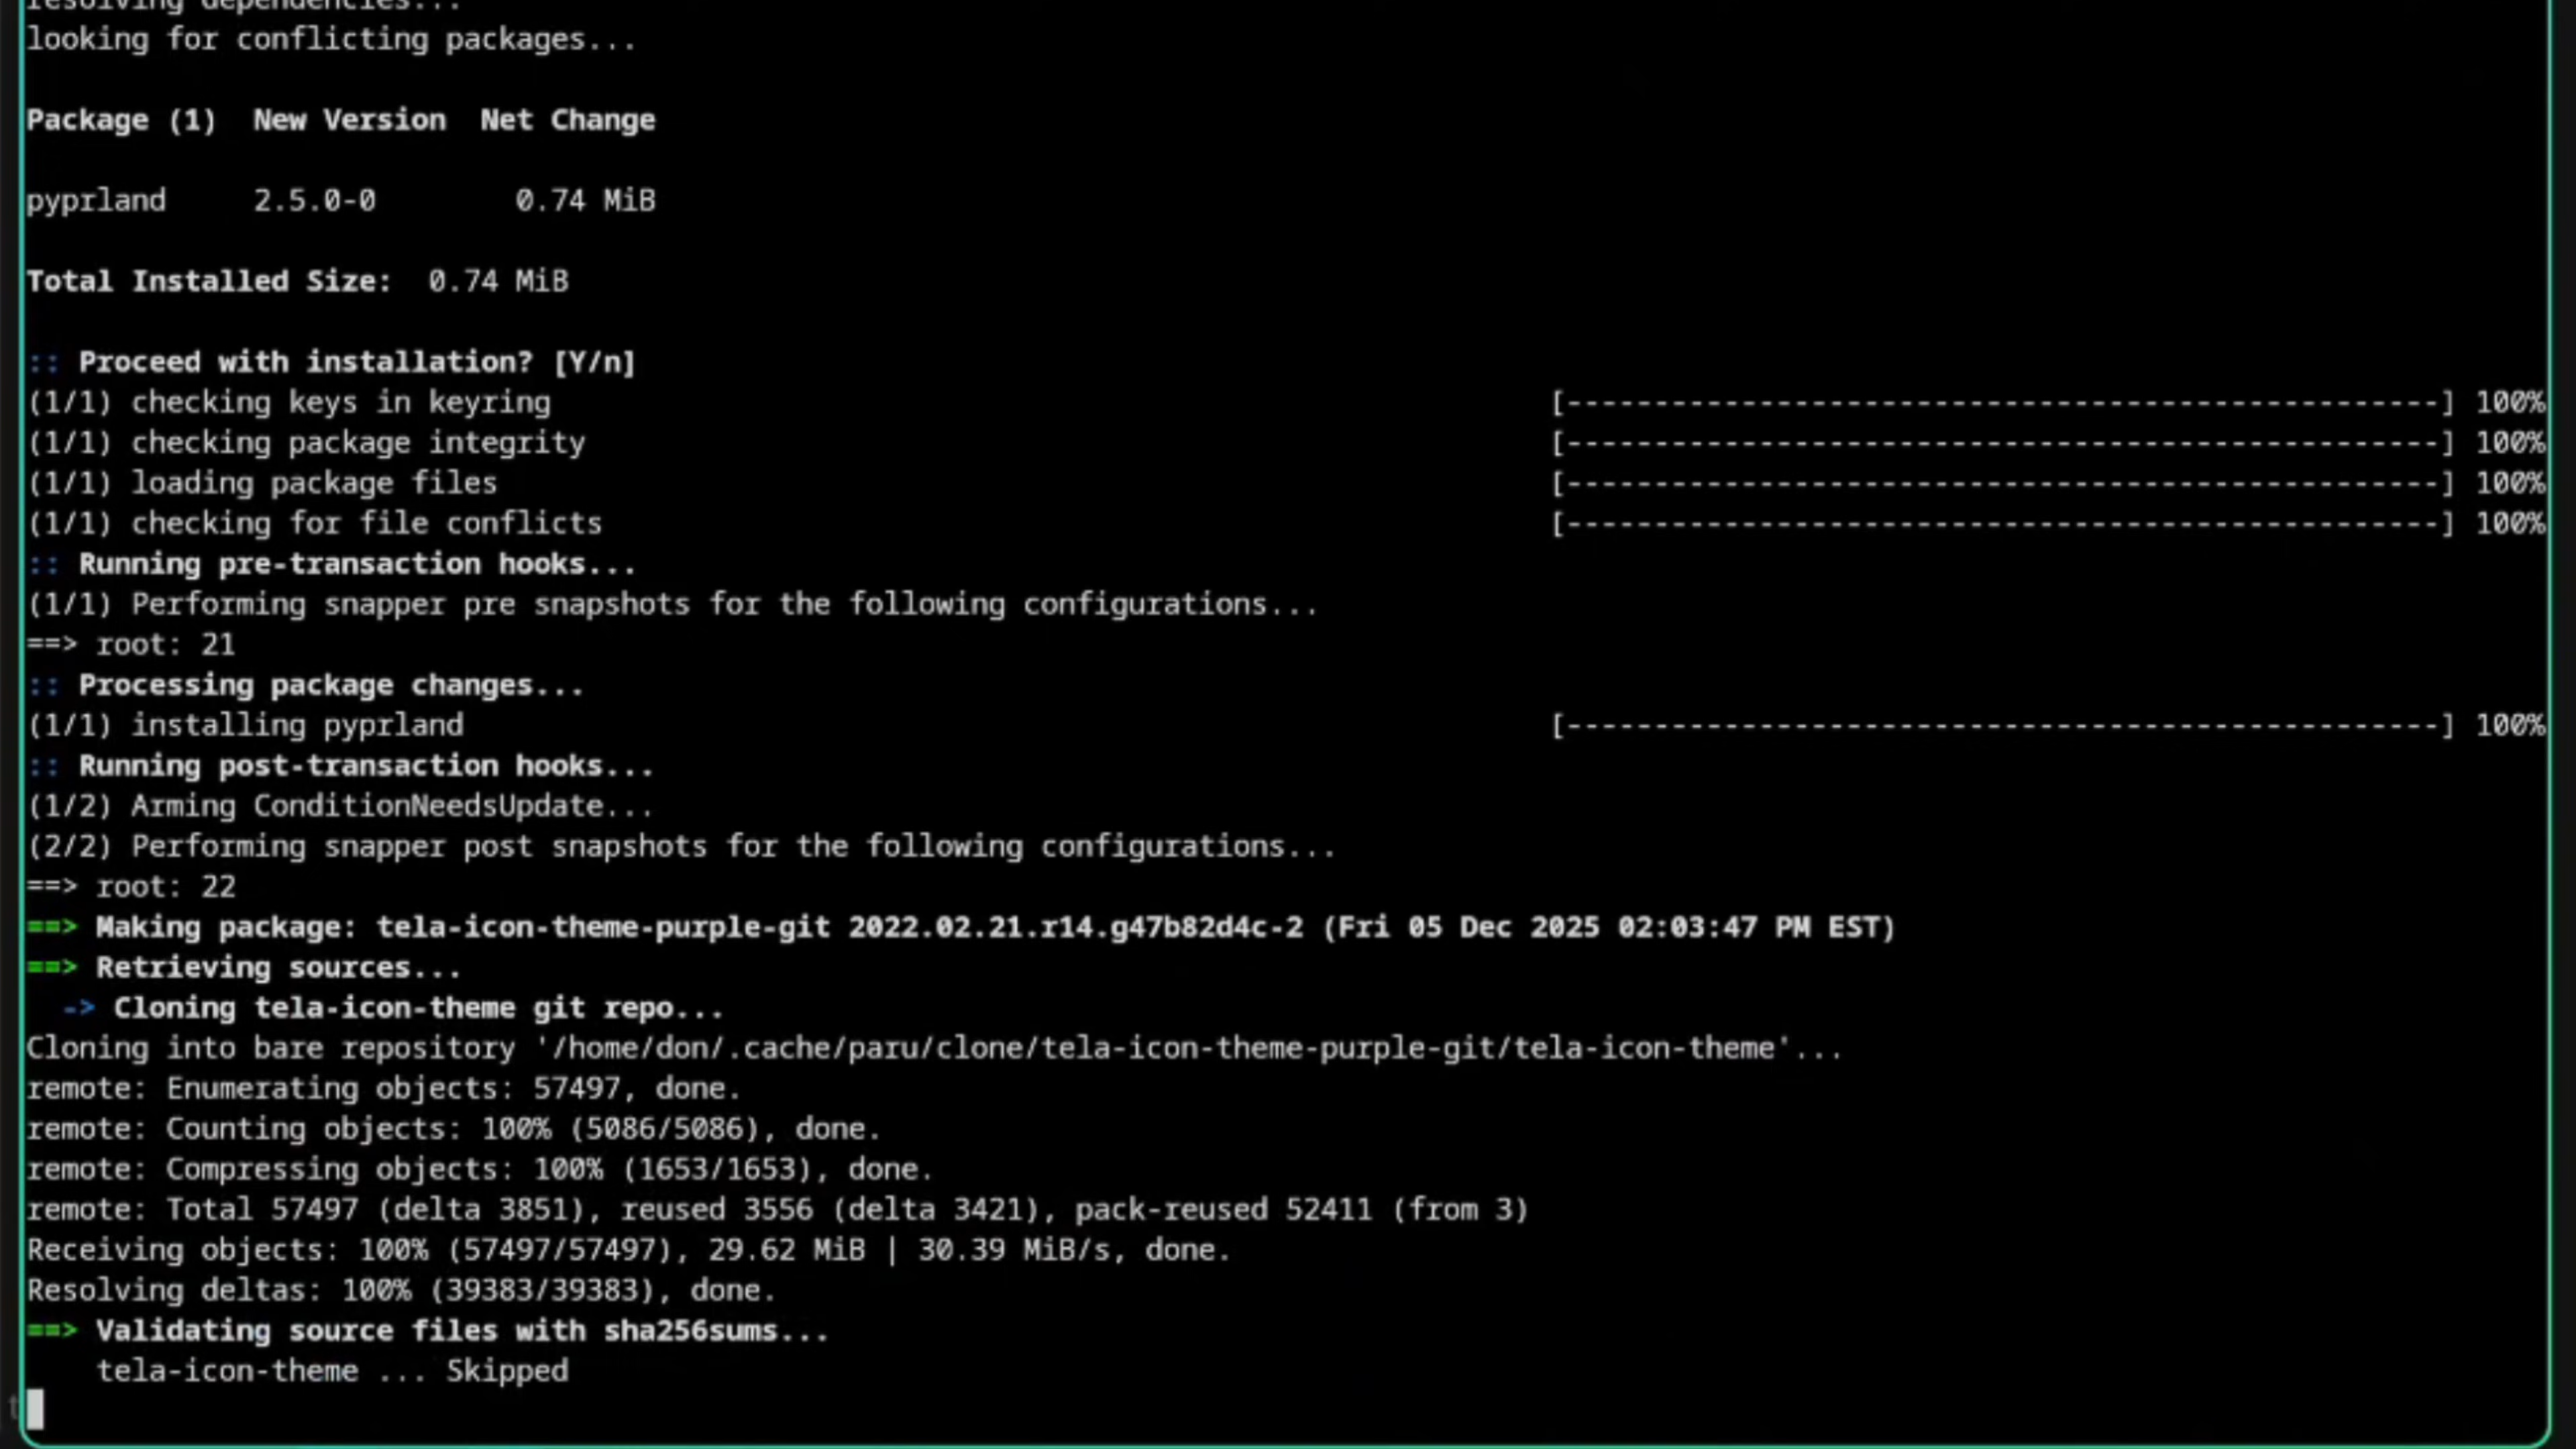 resolving dependencies...
looking for conflicting packages...
Package (1)  New Version  Net Change
pyprland     2.5.0-0        0.74 MiB
Total Installed Size:  0.74 MiB
:: Proceed with installation? [Y/n]
(1/1) checking keys in keyring [--------------------------------------------------] 100%
(1/1) checking package integrity [--------------------------------------------------] 100%
(1/1) loading package files [--------------------------------------------------] 100%
(1/1) checking for file conflicts [--------------------------------------------------] 100%
:: Running pre-transaction hooks...
(1/1) Performing snapper pre snapshots for the following configurations...
==> root: 21
:: Processing package changes...
(1/1) installing pyprland [--------------------------------------------------] 100%
:: Running post-transaction hooks...
(1/2) Arming ConditionNeedsUpdate...
(2/2) Performing snapper post snapshots for the following configurations...
==> root: 22
==> Making package: tela-icon-theme-purple-git 2022.02.21.r14.g47b82d4c-2 (Fri 05 Dec 2025 02:03:47 PM EST)
==> Retrieving sources...
  -> Cloning tela-icon-theme git repo...
Cloning into bare repository '/home/don/.cache/paru/clone/tela-icon-theme-purple-git/tela-icon-theme'...
remote: Enumerating objects: 57497, done.
remote: Counting objects: 100% (5086/5086), done.
remote: Compressing objects: 100% (1653/1653), done.
remote: Total 57497 (delta 3851), reused 3556 (delta 3421), pack-reused 52411 (from 3)
Receiving objects: 100% (57497/57497), 29.62 MiB | 30.39 MiB/s, done.
Resolving deltas: 100% (39383/39383), done.
==> Validating source files with sha256sums...
    tela-icon-theme ... Skipped